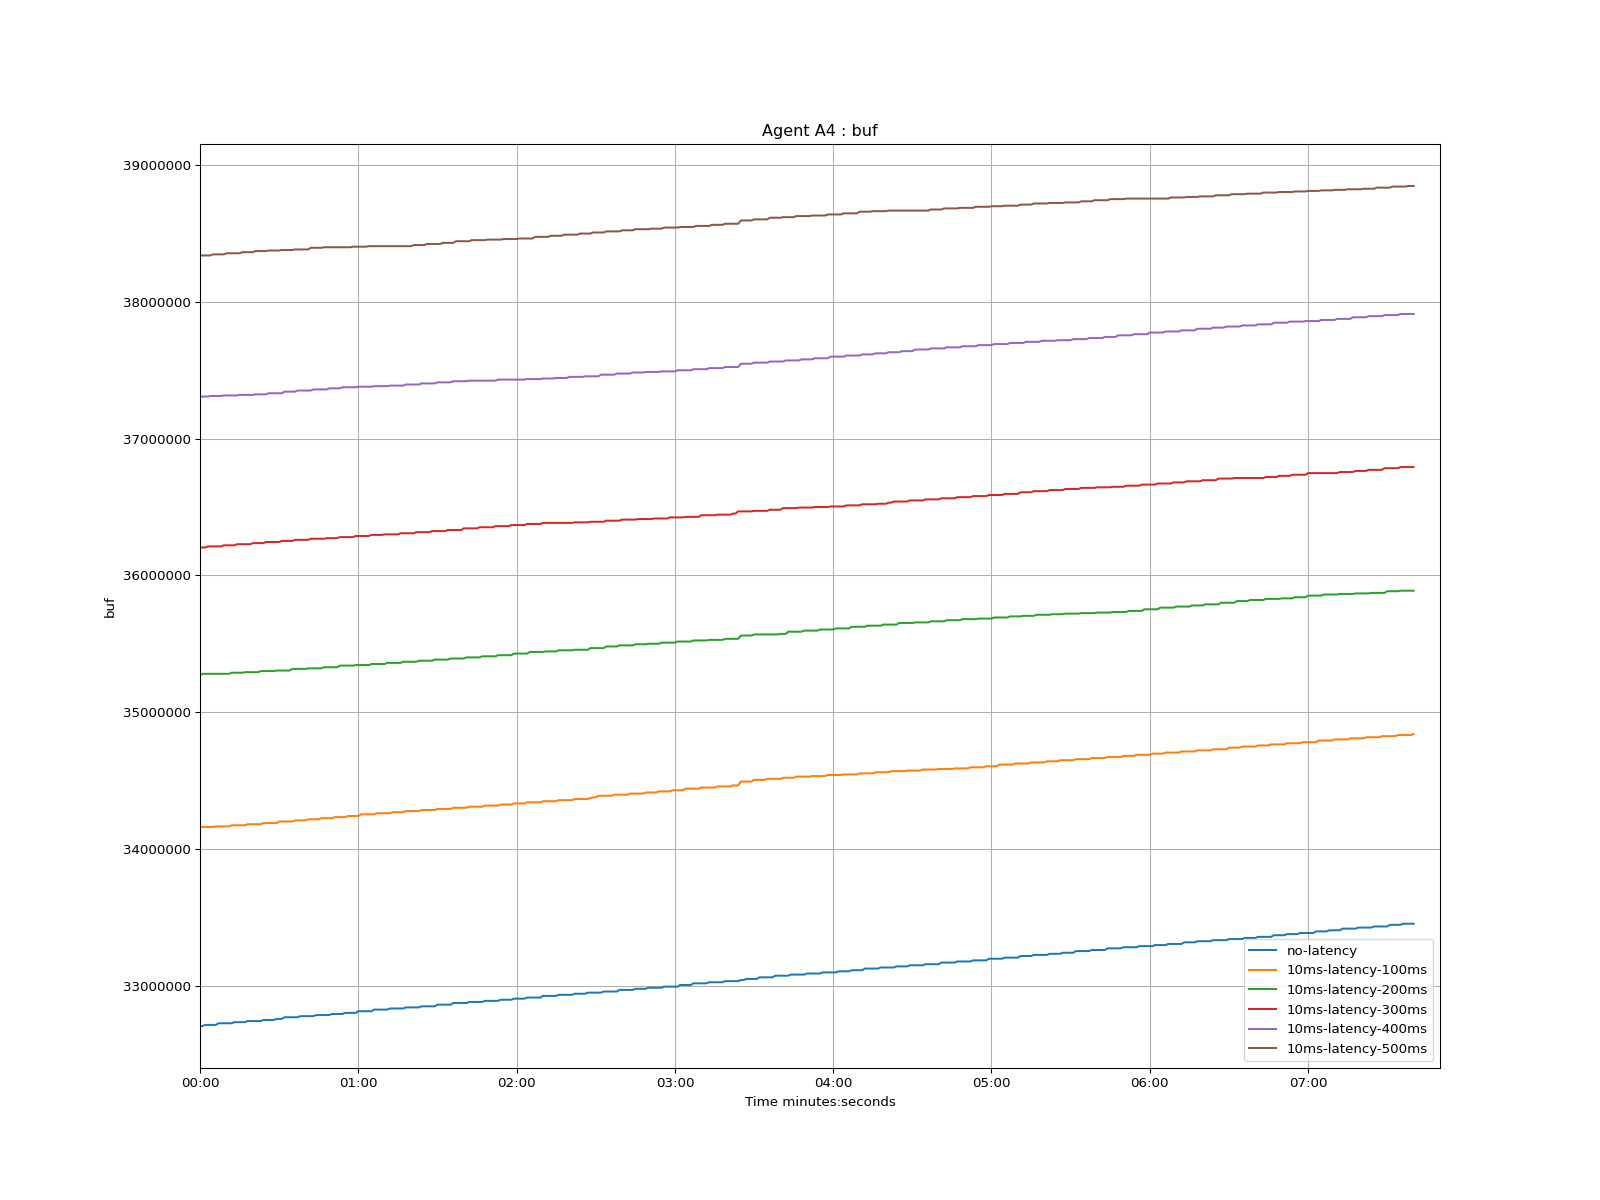 Agent A4 : buf
39000000
38000000
37000000
36000000
35000000
34000000
33000000
buf
no-latency
10ms-latency-100ms
10ms-latency-200ms
10ms-latency-300ms
10ms-latency-400ms
10ms-latency-500ms
00:00 01:00 02:00 03:00 04:00 05:00 06:00 07:00
Time minutes:seconds